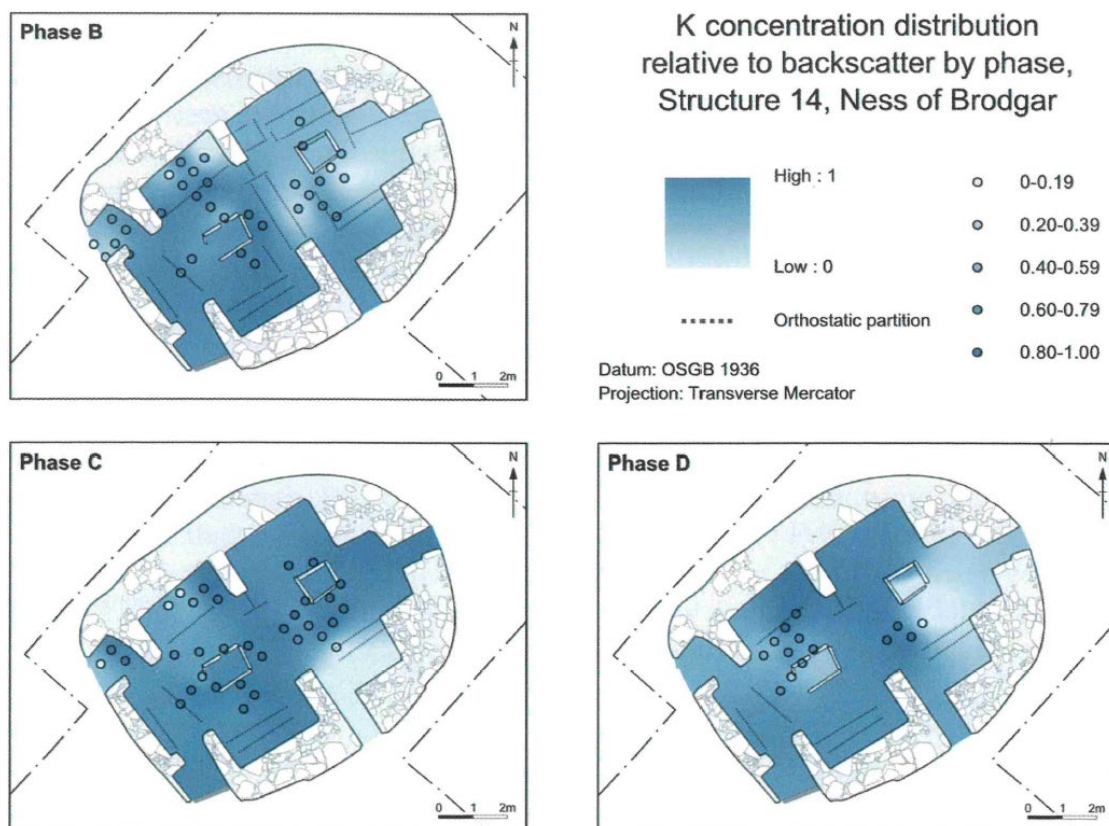 Phase B
N
0 1 2m
K concentration distribution
relative to backscatter by phase,
Structure 14, Ness of Brodgar
High : 1
Low : 0
Orthostatic partition
0-0.19
0.20-0.39
0.40-0.59
0.60-0.79
0.80-1.00
Datum: OSGB 1936
Projection: Transverse Mercator
Phase C
N
0 1 2m
Phase D
N
0 1 2m